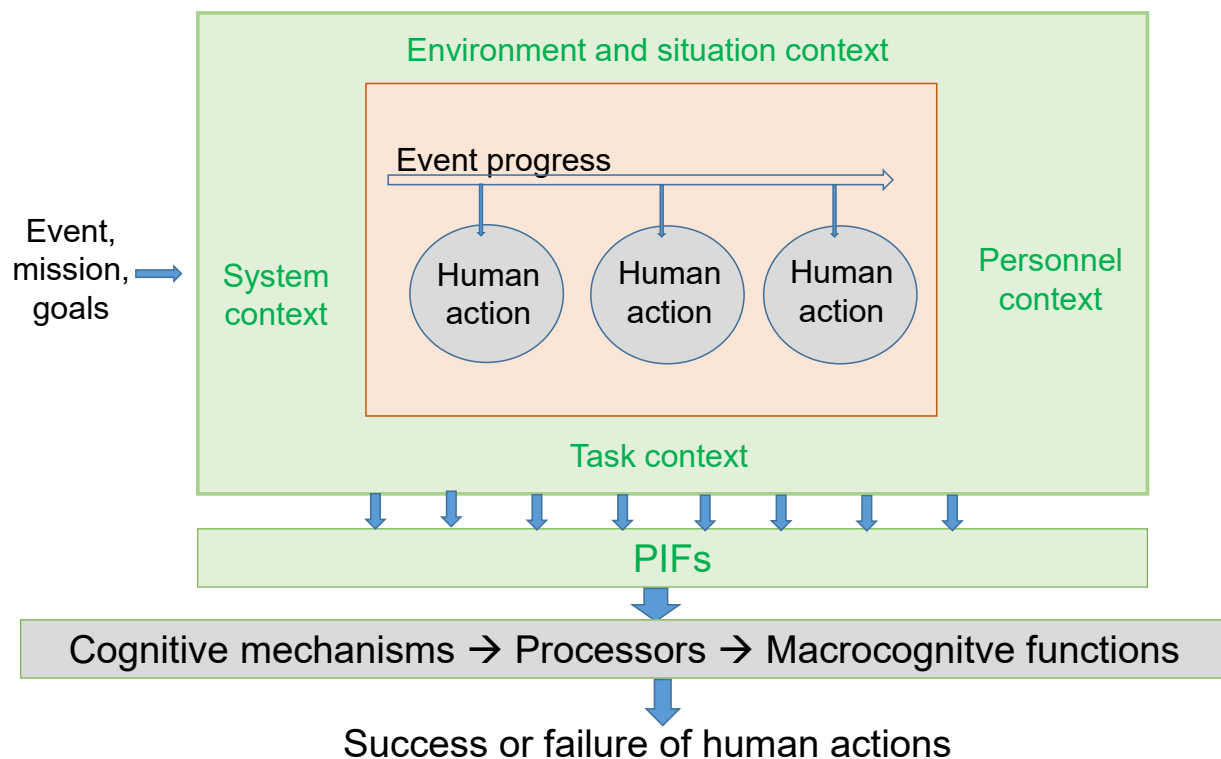 Environment and situation context
Event progress
Event,
mission,
goals
System
context
Human
action
Human
action
Human
action
Personnel
context
Task context
PIFs
Cognitive mechanisms → Processors → Macrocognitve functions
Success or failure of human actions